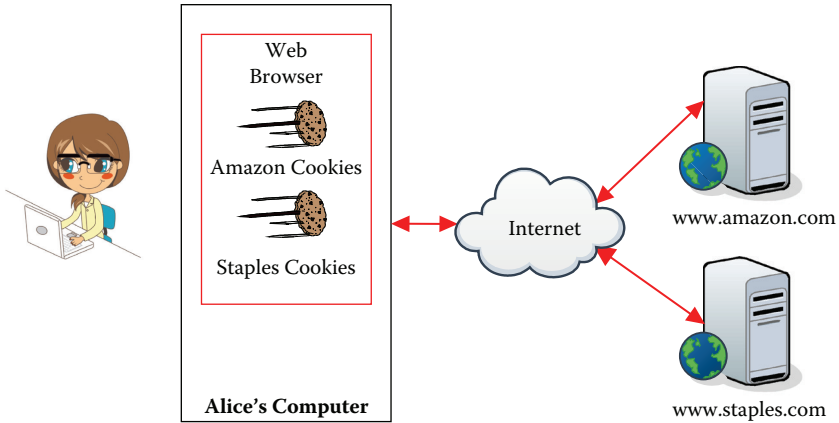 Web
Browser
Amazon Cookies
Staples Cookies
Alice's Computer
Internet
www.amazon.com
www.staples.com